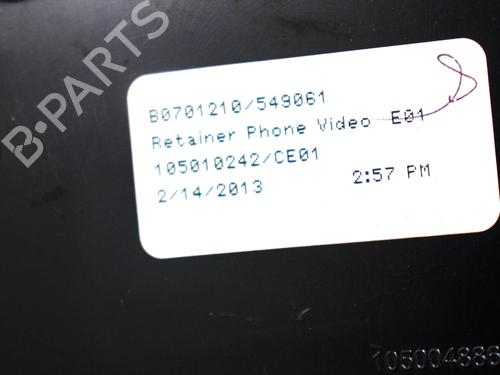 B-PARTS
B0701210/549061
Retainer Phone Video E01
105010242/CE01
2/14/2013 2:57 PM
105004886